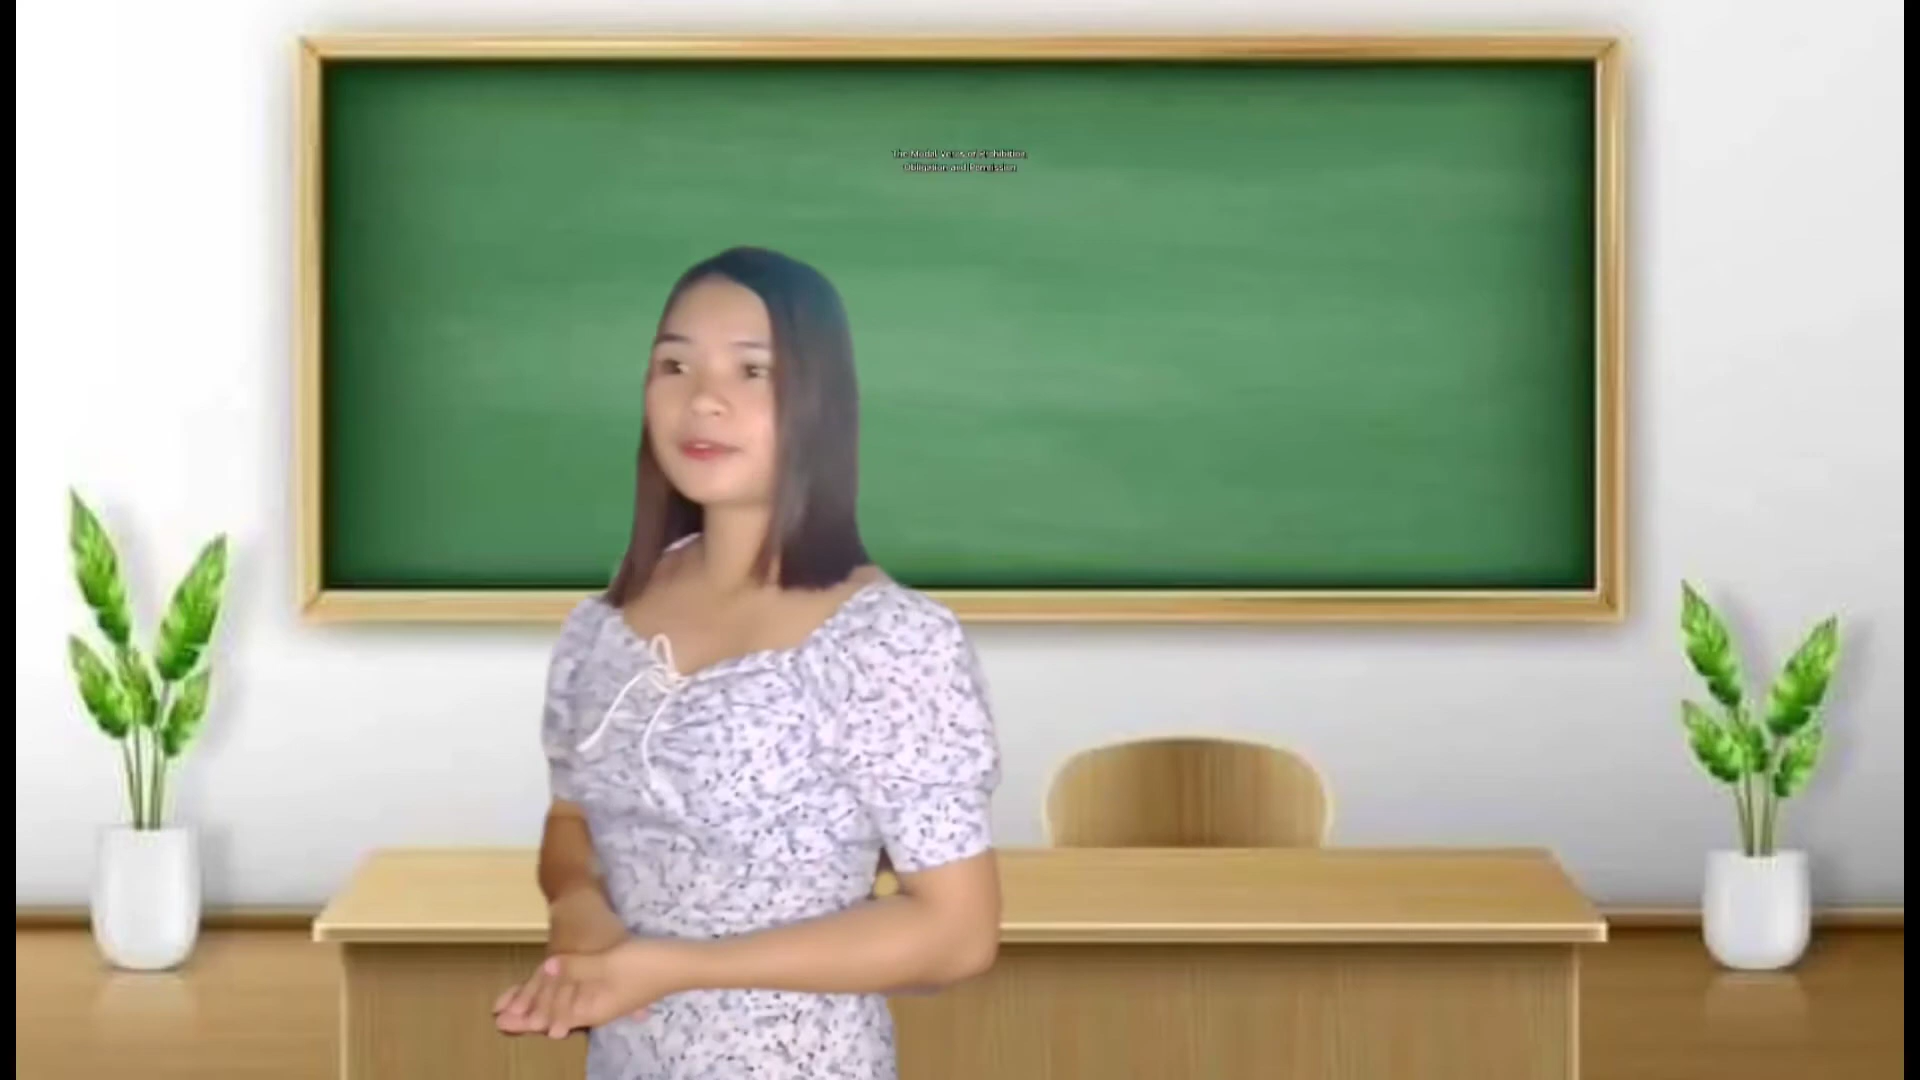 The Modal Verbs of Prohibition,
Obligation and Permission